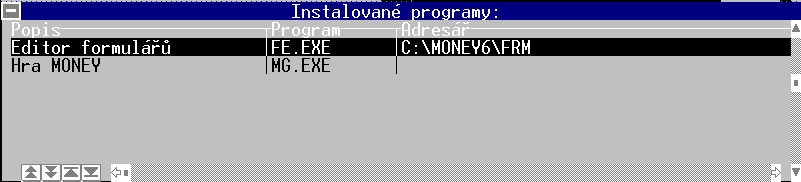 Instalované programy:
Popis Program Adresář
Editor formulářů FE.EXE C:\MONEY6\FRM
Hra MONEY MG.EXE